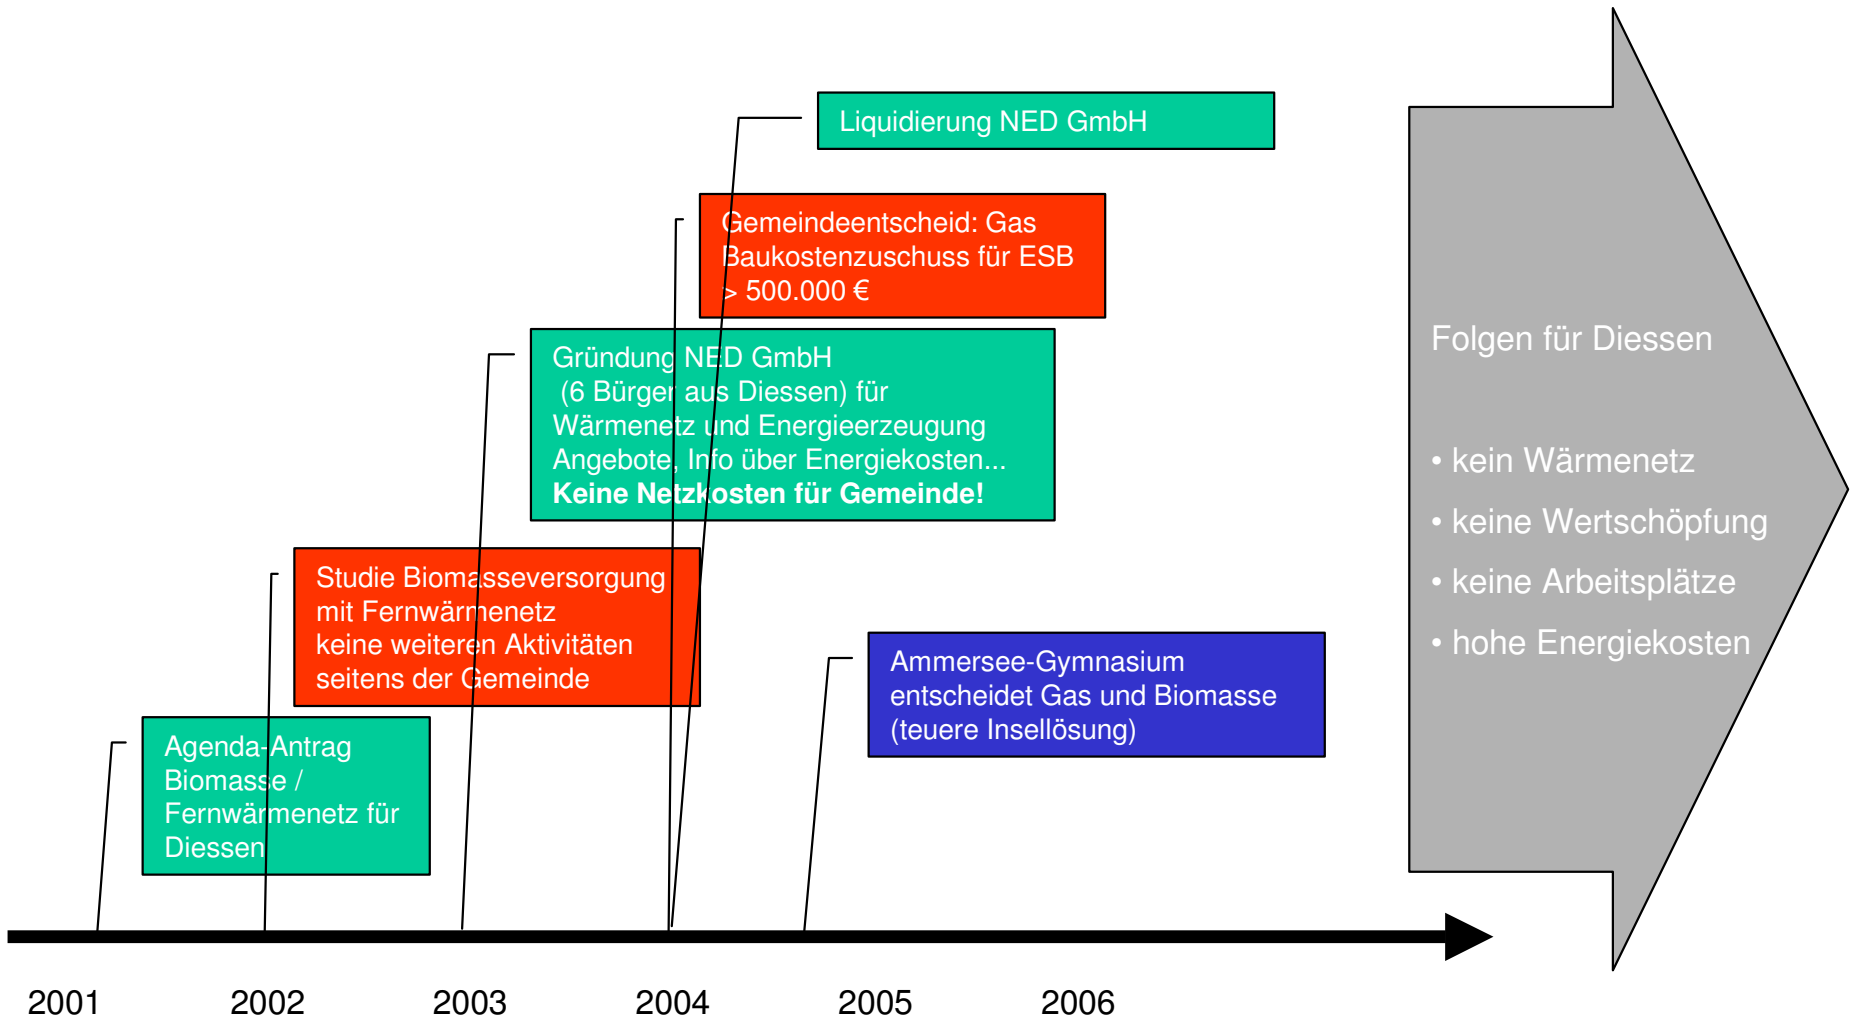 Liquidierung NED GmbH
Gemeindeentscheid: Gas
Baukostenzuschuss für ESB
> 500.000 €
Gründung NED GmbH
(6 Bürger aus Diessen) für
Wärmenetz und Energieerzeugung
Angebote, Info über Energiekosten...
Keine Netzkosten für Gemeinde!
Studie Biomasseversorgung
mit Fernwärmenetz
keine weiteren Aktivitäten
seitens der Gemeinde
Ammersee-Gymnasium
entscheidet Gas und Biomasse
(teuere Insellösung)
Agenda-Antrag
Biomasse /
Fernwärmenetz für
Diessen
Folgen für Diessen
• kein Wärmenetz
• keine Wertschöpfung
• keine Arbeitsplätze
• hohe Energiekosten
2001 2002 2003 2004 2005 2006